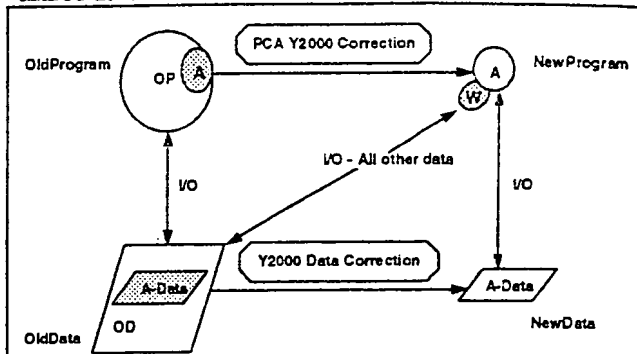 PCA Y2000 Correction
OldProgram
NewProgram
OP
A
A
W
I/O - All other data
I/O
I/O
Y2000 Data Correction
A-Data
A-Data
OD
OldData
NewData